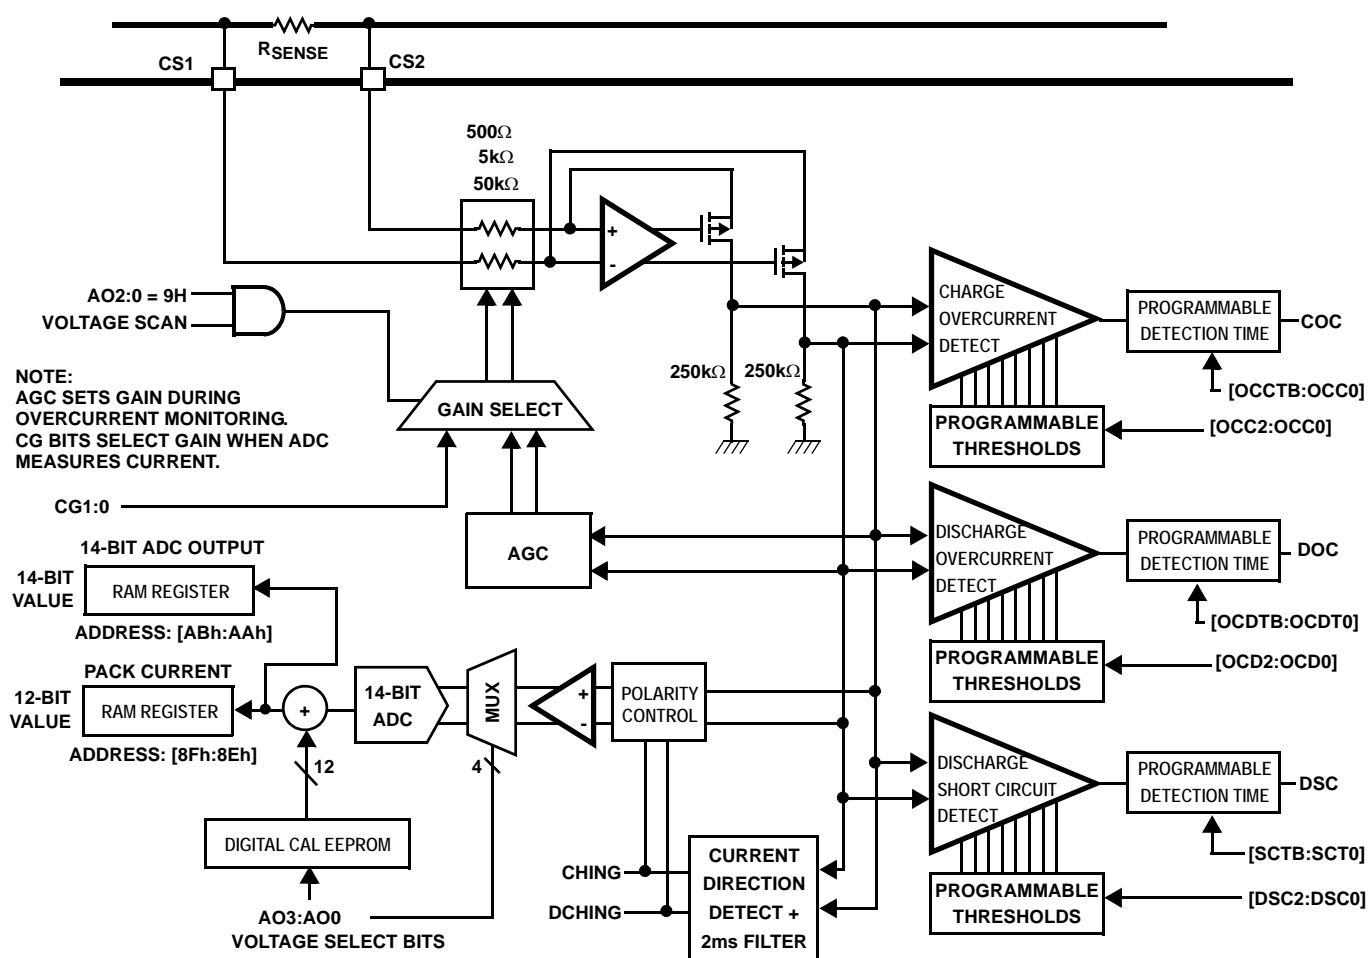 RSENSE
CS1
CS2
500Ω
5kΩ
50kΩ
+
-
AO2:0 = 9H
VOLTAGE SCAN
NOTE:
AGC SETS GAIN DURING
OVERCURRENT MONITORING.
CG BITS SELECT GAIN WHEN ADC
MEASURES CURRENT.
GAIN SELECT
250kΩ
250kΩ
CHARGE
OVERCURRENT
DETECT
PROGRAMMABLE
DETECTION TIME
COC
[OCCTB:OCC0]
PROGRAMMABLE
THRESHOLDS
[OCC2:OCC0]
CG1:0
AGC
DISCHARGE
OVERCURRENT
DETECT
PROGRAMMABLE
DETECTION TIME
DOC
[OCDTB:OCDT0]
PROGRAMMABLE
THRESHOLDS
[OCD2:OCD0]
14-BIT ADC OUTPUT
14-BIT
VALUE
RAM REGISTER
ADDRESS: [ABh:AAh]
PACK CURRENT
12-BIT
VALUE
RAM REGISTER
ADDRESS: [8Fh:8Eh]
+
14-BIT
ADC
MUX
+
-
POLARITY
CONTROL
12
4
DIGITAL CAL EEPROM
AO3:AO0
VOLTAGE SELECT BITS
CHING
DCHING
CURRENT
DIRECTION
DETECT +
2ms FILTER
DISCHARGE
SHORT CIRCUIT
DETECT
PROGRAMMABLE
DETECTION TIME
DSC
[SCTB:SCT0]
PROGRAMMABLE
THRESHOLDS
[DSC2:DSC0]